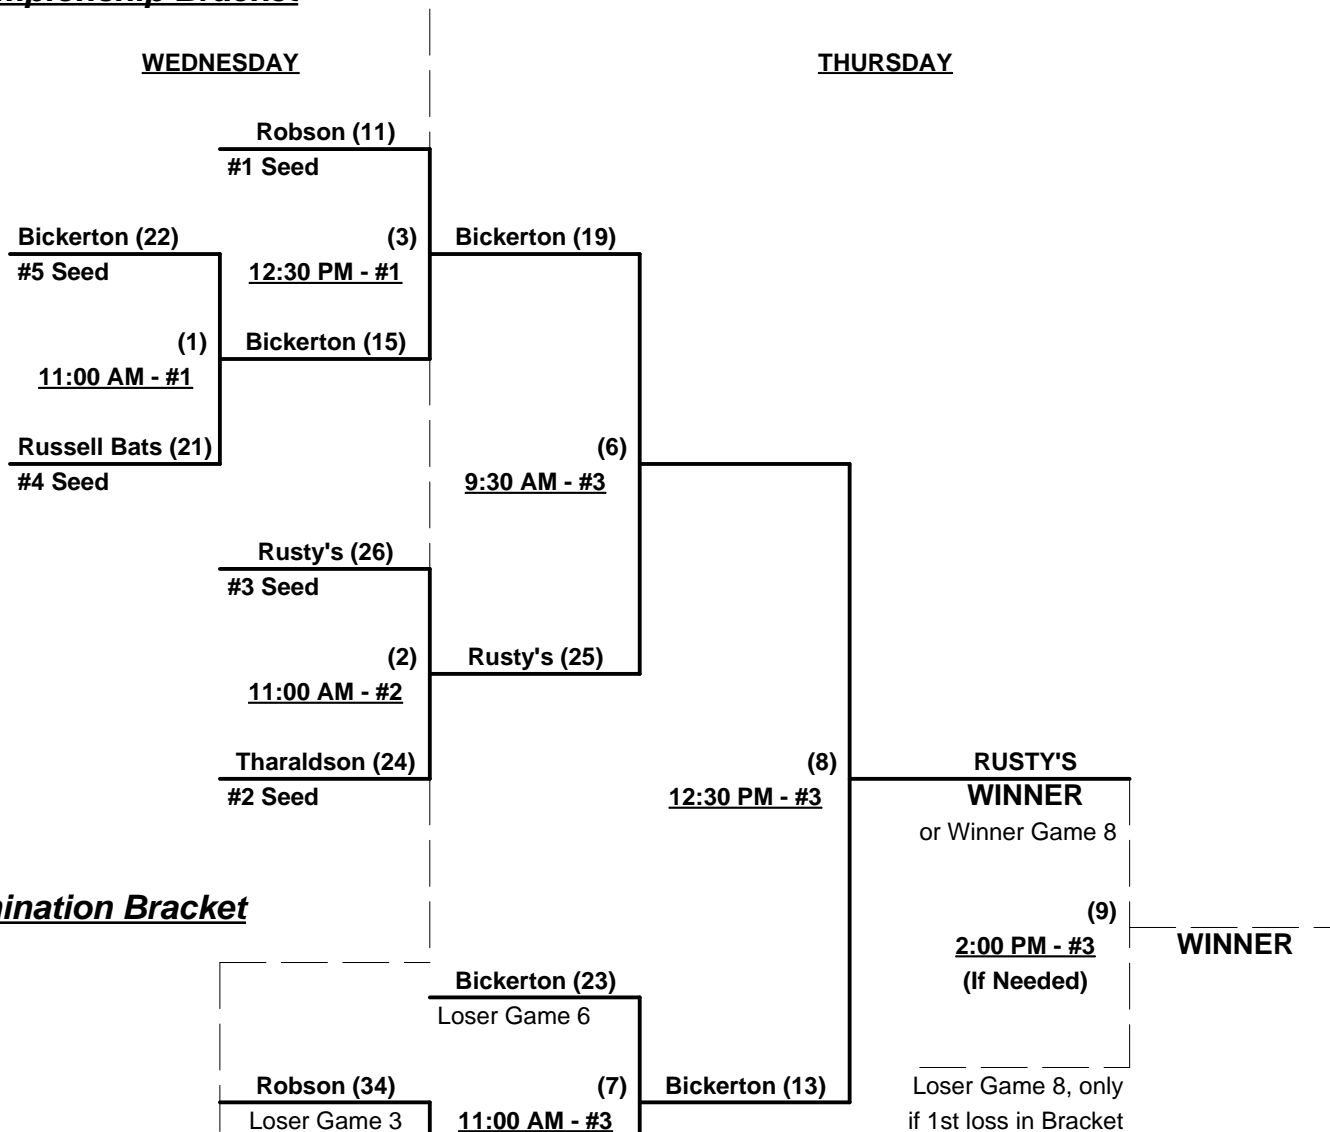 WEDNESDAY
THURSDAY
Robson (11)
#1 Seed
Bickerton (22)
(3)
Bickerton (19)
#5 Seed
12:30 PM - #1
(1)
Bickerton (15)
11:00 AM - #1
Russell Bats (21)
(6)
#4 Seed
9:30 AM - #3
Rusty's (26)
#3 Seed
(2)
Rusty's (25)
11:00 AM - #2
Tharaldson (24)
(8)
RUSTY'S
#2 Seed
12:30 PM - #3
WINNER
or Winner Game 8
ination Bracket
(9)
2:00 PM - #3
WINNER
(If Needed)
Bickerton (23)
Loser Game 6
Robson (34)
(7)
Bickerton (13)
Loser Game 8, only
Loser Game 3
11:00 AM - #3
if 1st loss in Bracket